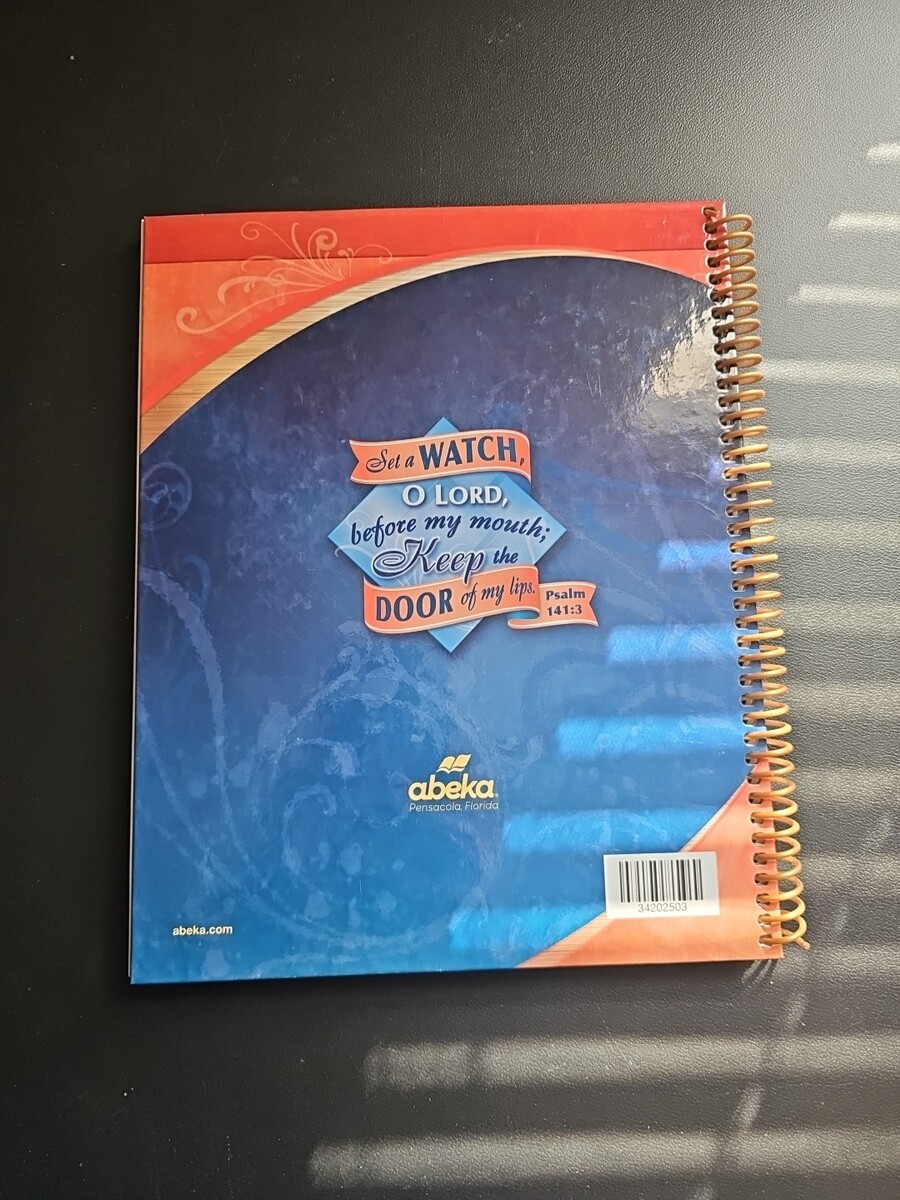 Set a WATCH,
O LORD,
before my mouth;
Keep the
DOOR of my lips.
Psalm
141:3
abeka®
Pensacola, Florida
34202503
abeka.com